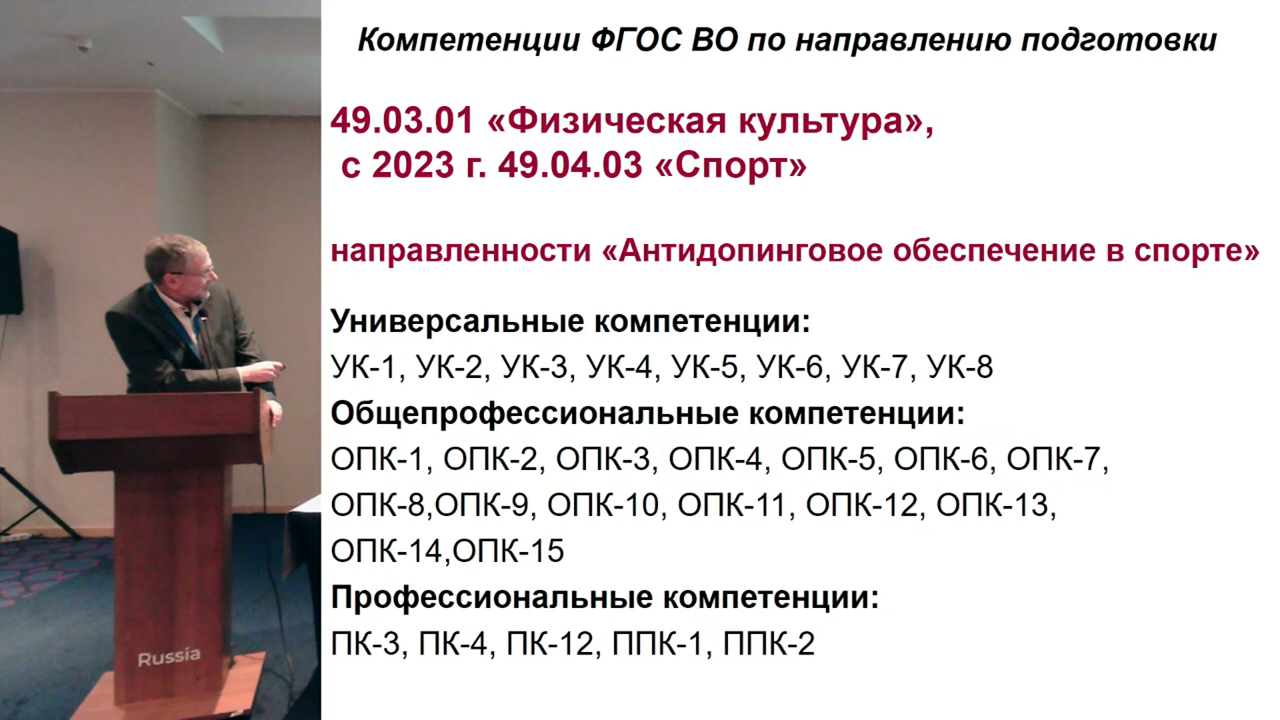 Компетенции ФГОС ВО по направлению подготовки
49.03.01 «Физическая культура»,
с 2023 г. 49.04.03 «Спорт»
направленности «Антидопинговое обеспечение в спорте»
Универсальные компетенции:
УК-1, УК-2, УК-3, УК-4, УК-5, УК-6, УК-7, УК-8
Общепрофессиональные компетенции:
ОПК-1, ОПК-2, ОПК-3, ОПК-4, ОПК-5, ОПК-6, ОПК-7,
ОПК-8,ОПК-9, ОПК-10, ОПК-11, ОПК-12, ОПК-13,
ОПК-14,ОПК-15
Профессиональные компетенции:
ПК-3, ПК-4, ПК-12, ППК-1, ППК-2
Russia